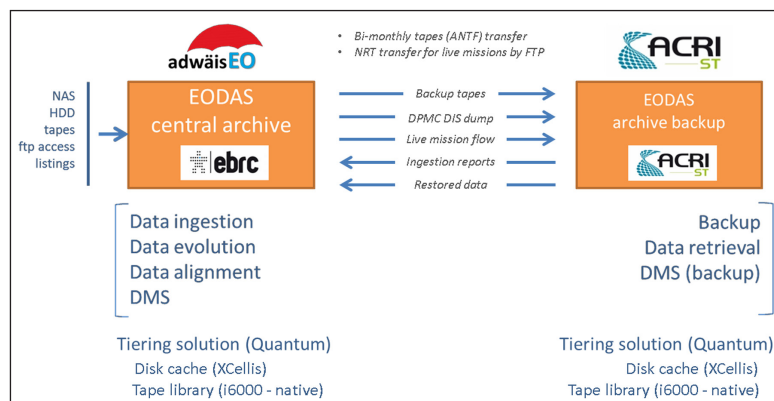 adwäisEO
• Bi-monthly tapes (ANTF) transfer
• NRT transfer for live missions by FTP
ACRI
ST
NAS
HDD
tapes
ftp access
listings
EODAS
central archive
ebrc
Backup tapes
DPMC DIS dump
Live mission flow
Ingestion reports
Restored data
EODAS
archive backup
ACRI
ST
Data ingestion
Data evolution
Data alignment
DMS
Backup
Data retrieval
DMS (backup)
Tiering solution (Quantum)
Disk cache (XCellis)
Tape library (i6000 - native)
Tiering solution (Quantum)
Disk cache (XCellis)
Tape library (i6000 - native)